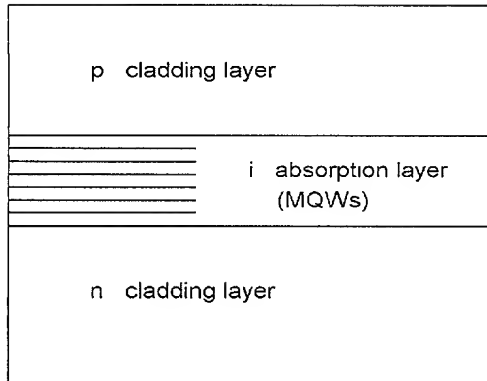 p cladding layer
i absorption layer
(MQWs)
n cladding layer